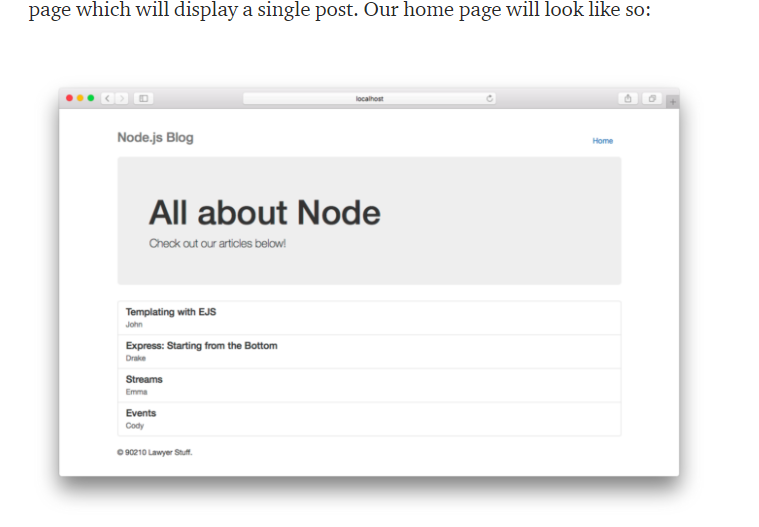 page which will display a single post. Our home page will look like so:
localhost
Node.js Blog
Home
All about Node
Check out our articles below!
Templating with EJS
John
Express: Starting from the Bottom
Drake
Streams
Emma
Events
Cody
© 90210 Lawyer Stuff.